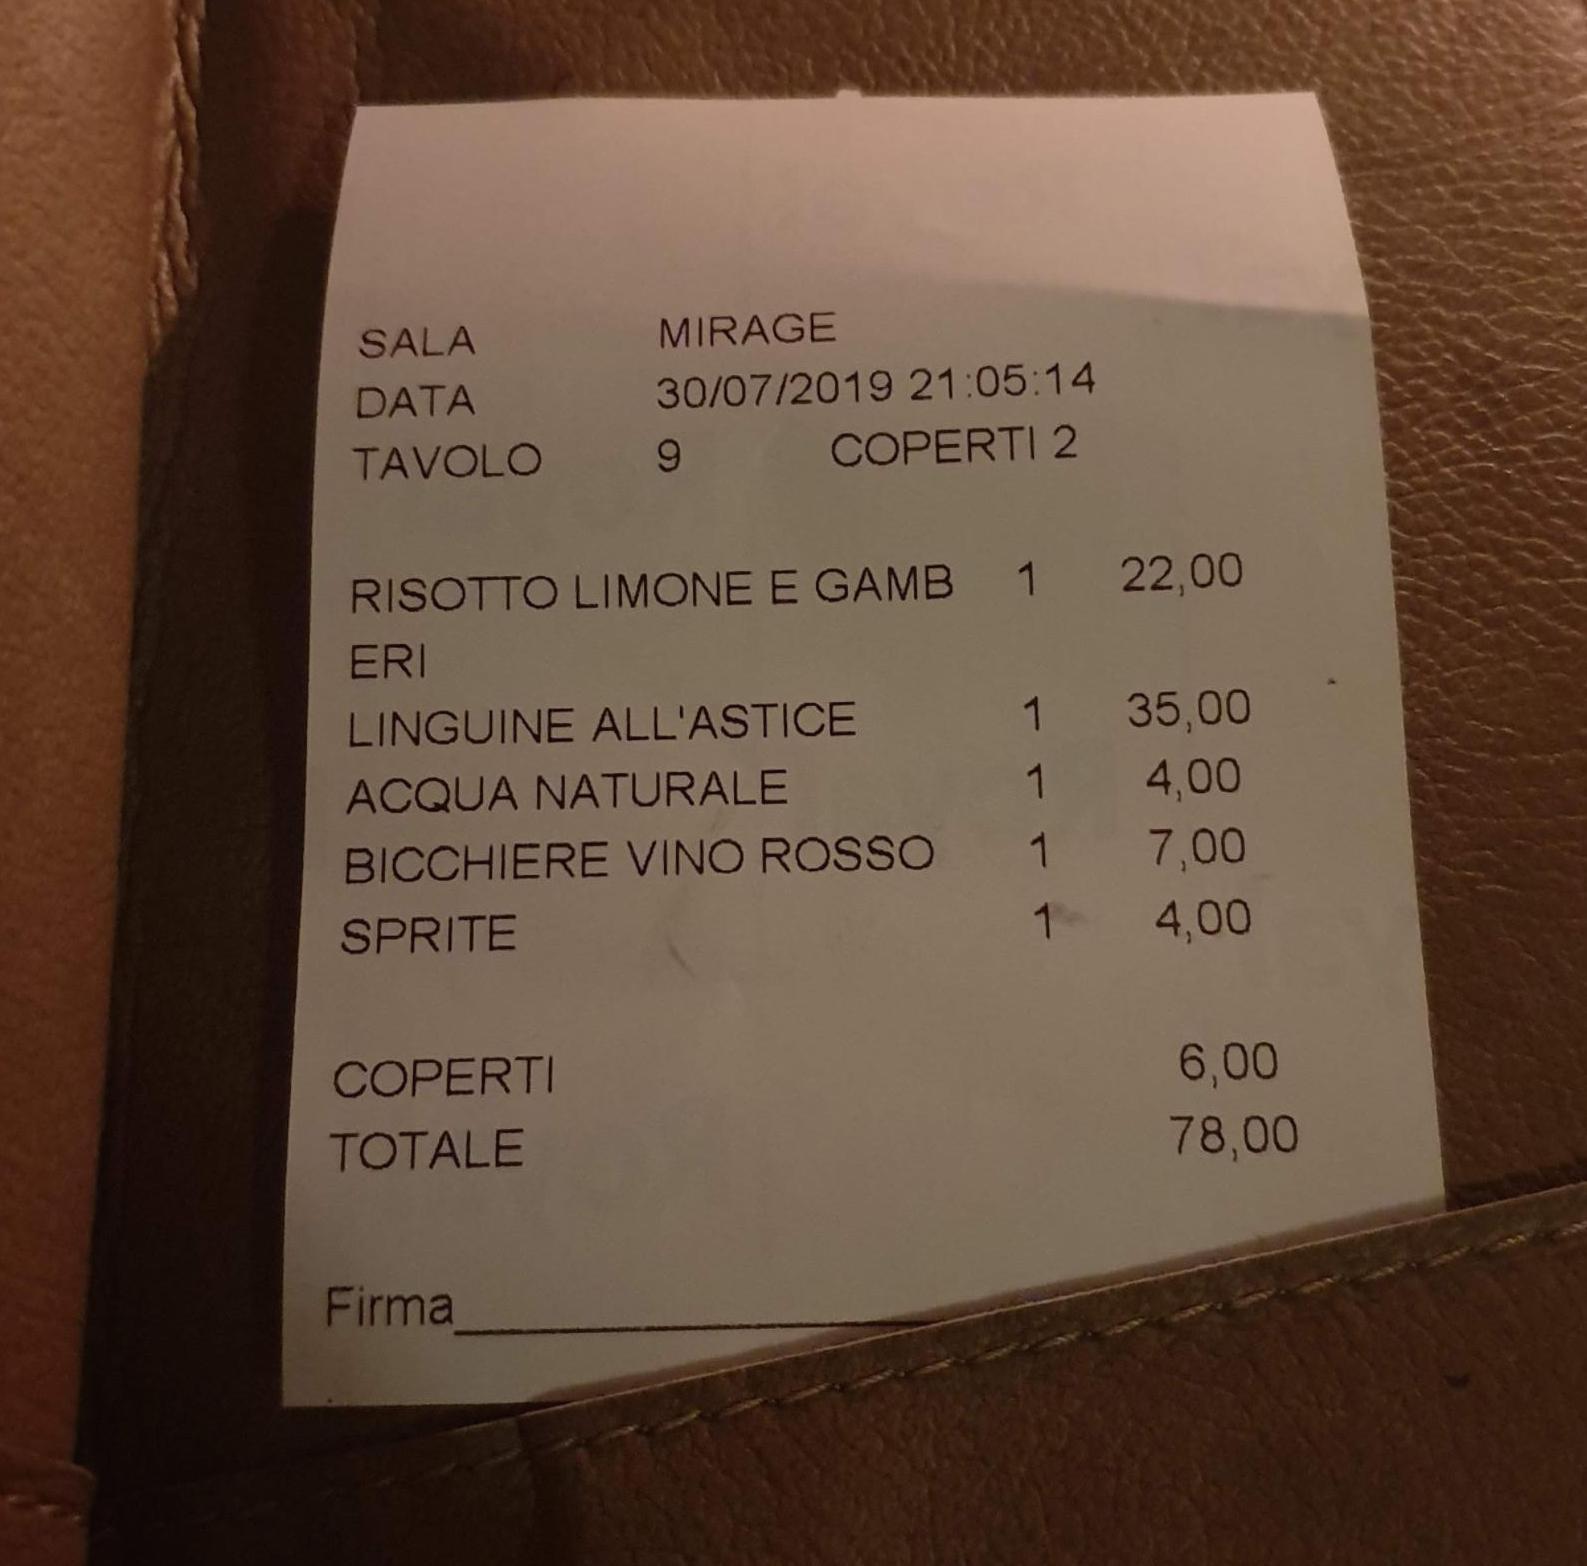 SALA MIRAGE
DATA 30/07/2019 21:05:14
TAVOLO 9 COPERTI 2
RISOTTO LIMONE E GAMB 1 22,00
ERI
LINGUINE ALL'ASTICE 1 35,00
ACQUA NATURALE 1 4,00
BICCHIERE VINO ROSSO 1 7,00
SPRITE 1 4,00
COPERTI 6,00
TOTALE 78,00
Firma